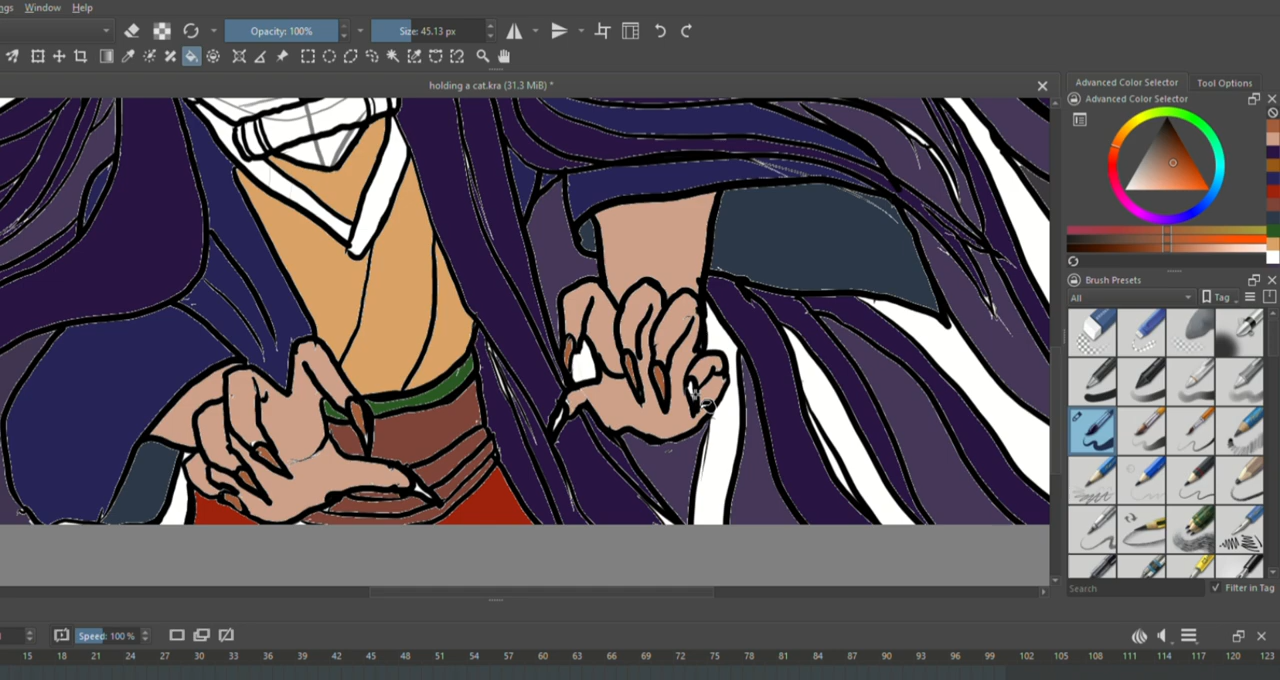 Window Help
Opacity: 100% Size: 45.13 px
holding a cat.kra (31.3 MiB) *
Advanced Color Selector Tool Options
Advanced Color Selector
Brush Presets
All Tag
Search Filter in Tag
Speed: 100 %
15 18 21 24 27 30 33 36 39 42 45 48 51 54 57 60 63 66 69 72 75 78 81 84 87 90 93 96 99 102 105 108 111 114 117 120 123